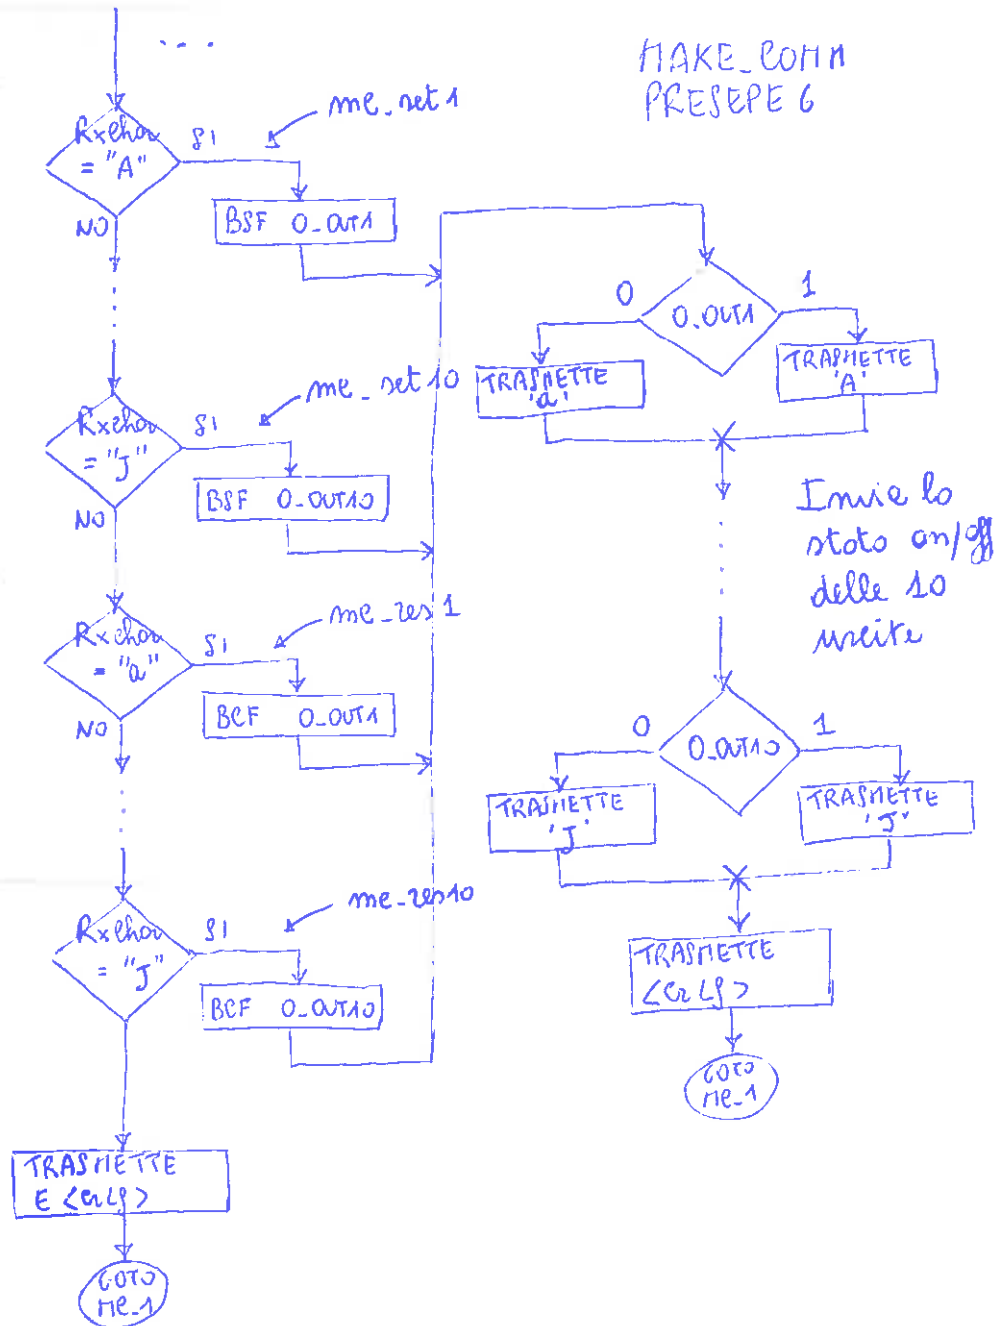 ....
MAKE_COMM
PRESEPE 6
Rxchar
= "A"
SI
me_set1
NO
BSF O_OUT1
Rxchar
= "J"
SI
me_set10
NO
BSF O_OUT10
Rxchar
= "a"
SI
me_res1
NO
BCF O_OUT1
Rxchar
= "J"
SI
me_res10
BCF O_OUT10
TRASMETTE
E <Cr Lf>
GOTO
MC_1
O_OUT1
0
1
TRASMETTE
'a'
TRASMETTE
'A'
Invia lo
stato on/off
delle 10
uscite
O_OUT10
0
1
TRASMETTE
'J'
TRASMETTE
'J'
TRASMETTE
<Cr Lf>
GOTO
MC_1